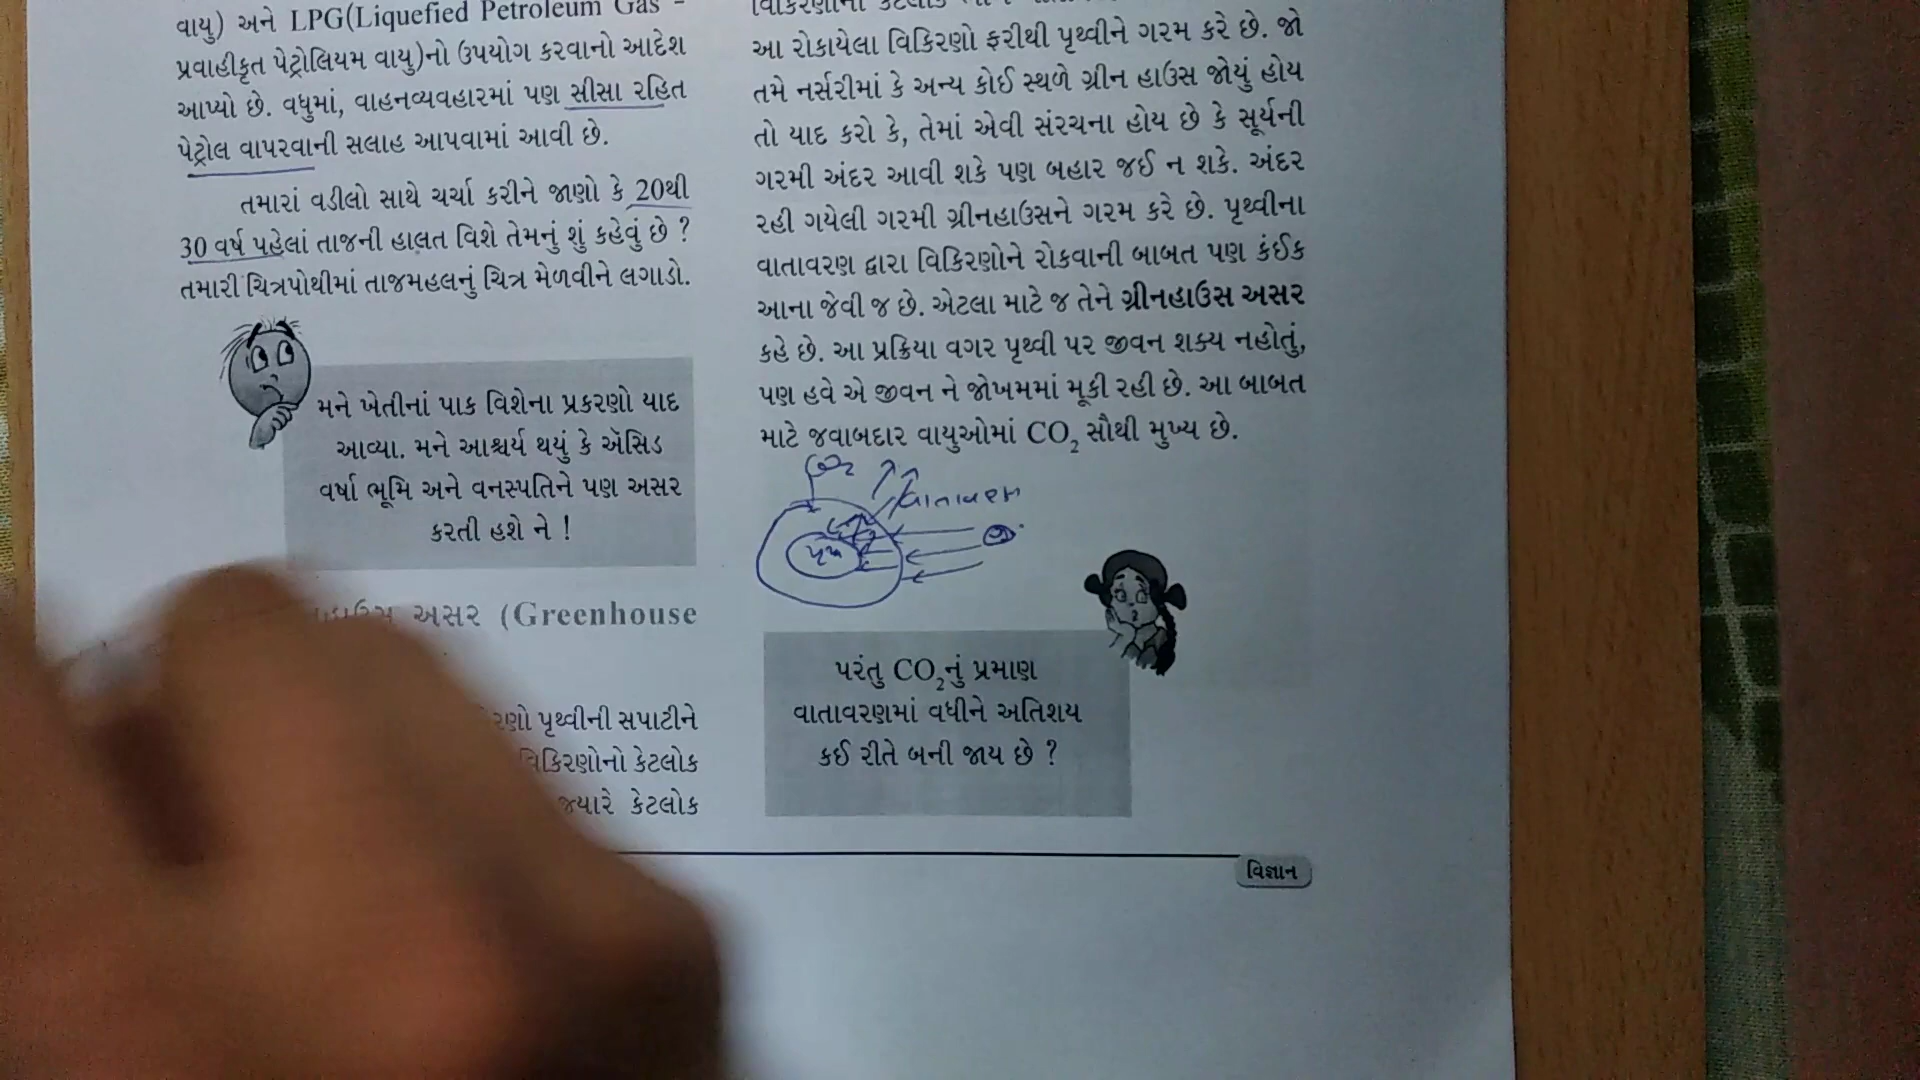 વાયુ) અને LPG(Liquefied Petroleum Gas –
પ્રવાહીકૃત પેટ્રોલિયમ વાયુ)નો ઉપયોગ કરવાનો આદેશ
આપ્યો છે. વધુમાં, વાહનવ્યવહારમાં પણ સીસા રહિત
પેટ્રોલ વાપરવાની સલાહ આપવામાં આવી છે.
તમારાં વડીલો સાથે ચર્ચા કરીને જાણો કે 20થી
30 વર્ષ પહેલાં તાજની હાલત વિશે તેમનું શું કહેવું છે ?
તમારી ચિત્રપોથીમાં તાજમહલનું ચિત્ર મેળવીને લગાડો.
મને ખેતીનાં પાક વિશેના પ્રકરણો યાદ
આવ્યા. મને આશ્ચર્ય થયું કે ઍસિડ
વર્ષા ભૂમિ અને વનસ્પતિને પણ અસર
કરતી હશે ને !
અસર (Greenhouse
પૃથ્વીની સપાટીને
કેટલોક
કેટલોક
આ રોકાયેલા વિકિરણો ફરીથી પૃથ્વીને ગરમ કરે છે. જો
તમે નર્સરીમાં કે અન્ય કોઈ સ્થળે ગ્રીન હાઉસ જોયું હોય
તો યાદ કરો કે, તેમાં એવી સંરચના હોય છે કે સૂર્યની
ગરમી અંદર આવી શકે પણ બહાર જઈ ન શકે. અંદર
રહી ગયેલી ગરમી ગ્રીનહાઉસને ગરમ કરે છે. પૃથ્વીના
વાતાવરણ દ્વારા વિકિરણોને રોકવાની બાબત પણ કંઈક
આના જેવી જ છે. એટલા માટે જ તેને ગ્રીનહાઉસ અસર
કહે છે. આ પ્રક્રિયા વગર પૃથ્વી પર જીવન શક્ય નહોતું,
પણ હવે એ જીવન ને જોખમમાં મૂકી રહી છે. આ બાબત
માટે જવાબદાર વાયુઓમાં CO₂ સૌથી મુખ્ય છે.
વાતાવરણ
પરંતુ CO₂નું પ્રમાણ
વાતાવરણમાં વધીને અતિશય
કઈ રીતે બની જાય છે ?
વિજ્ઞાન